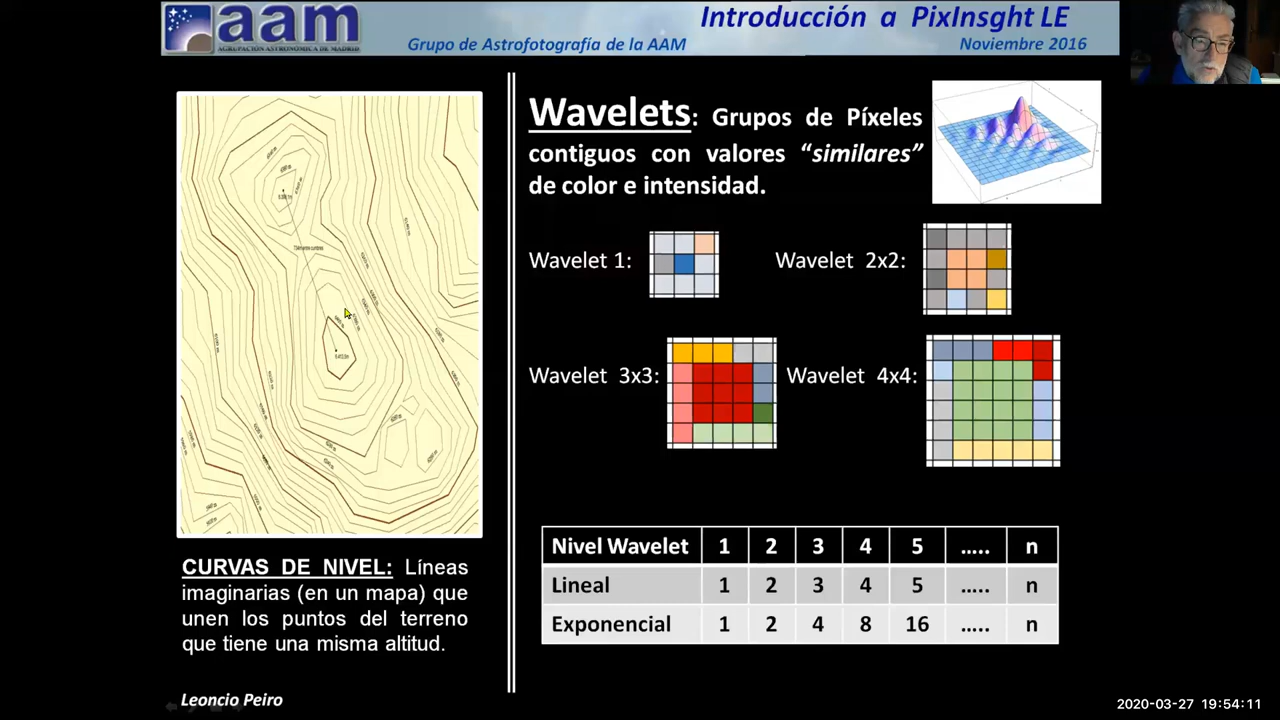 aam
AGRUPACIÓN ASTRONÓMICA DE MADRID
Introducción a PixInsght LE
Grupo de Astrofotografía de la AAM
Noviembre 2016
Wavelets: Grupos de Píxeles
contiguos con valores “similares”
de color e intensidad.
Wavelet 1:
Wavelet 2x2:
Wavelet 3x3:
Wavelet 4x4:
Nivel Wavelet 1 2 3 4 5 ..... n
Lineal 1 2 3 4 5 ..... n
Exponencial 1 2 4 8 16 ..... n
CURVAS DE NIVEL: Líneas
imaginarias (en un mapa) que
unen los puntos del terreno
que tiene una misma altitud.
Leoncio Peiro
2020-03-27 19:54:11